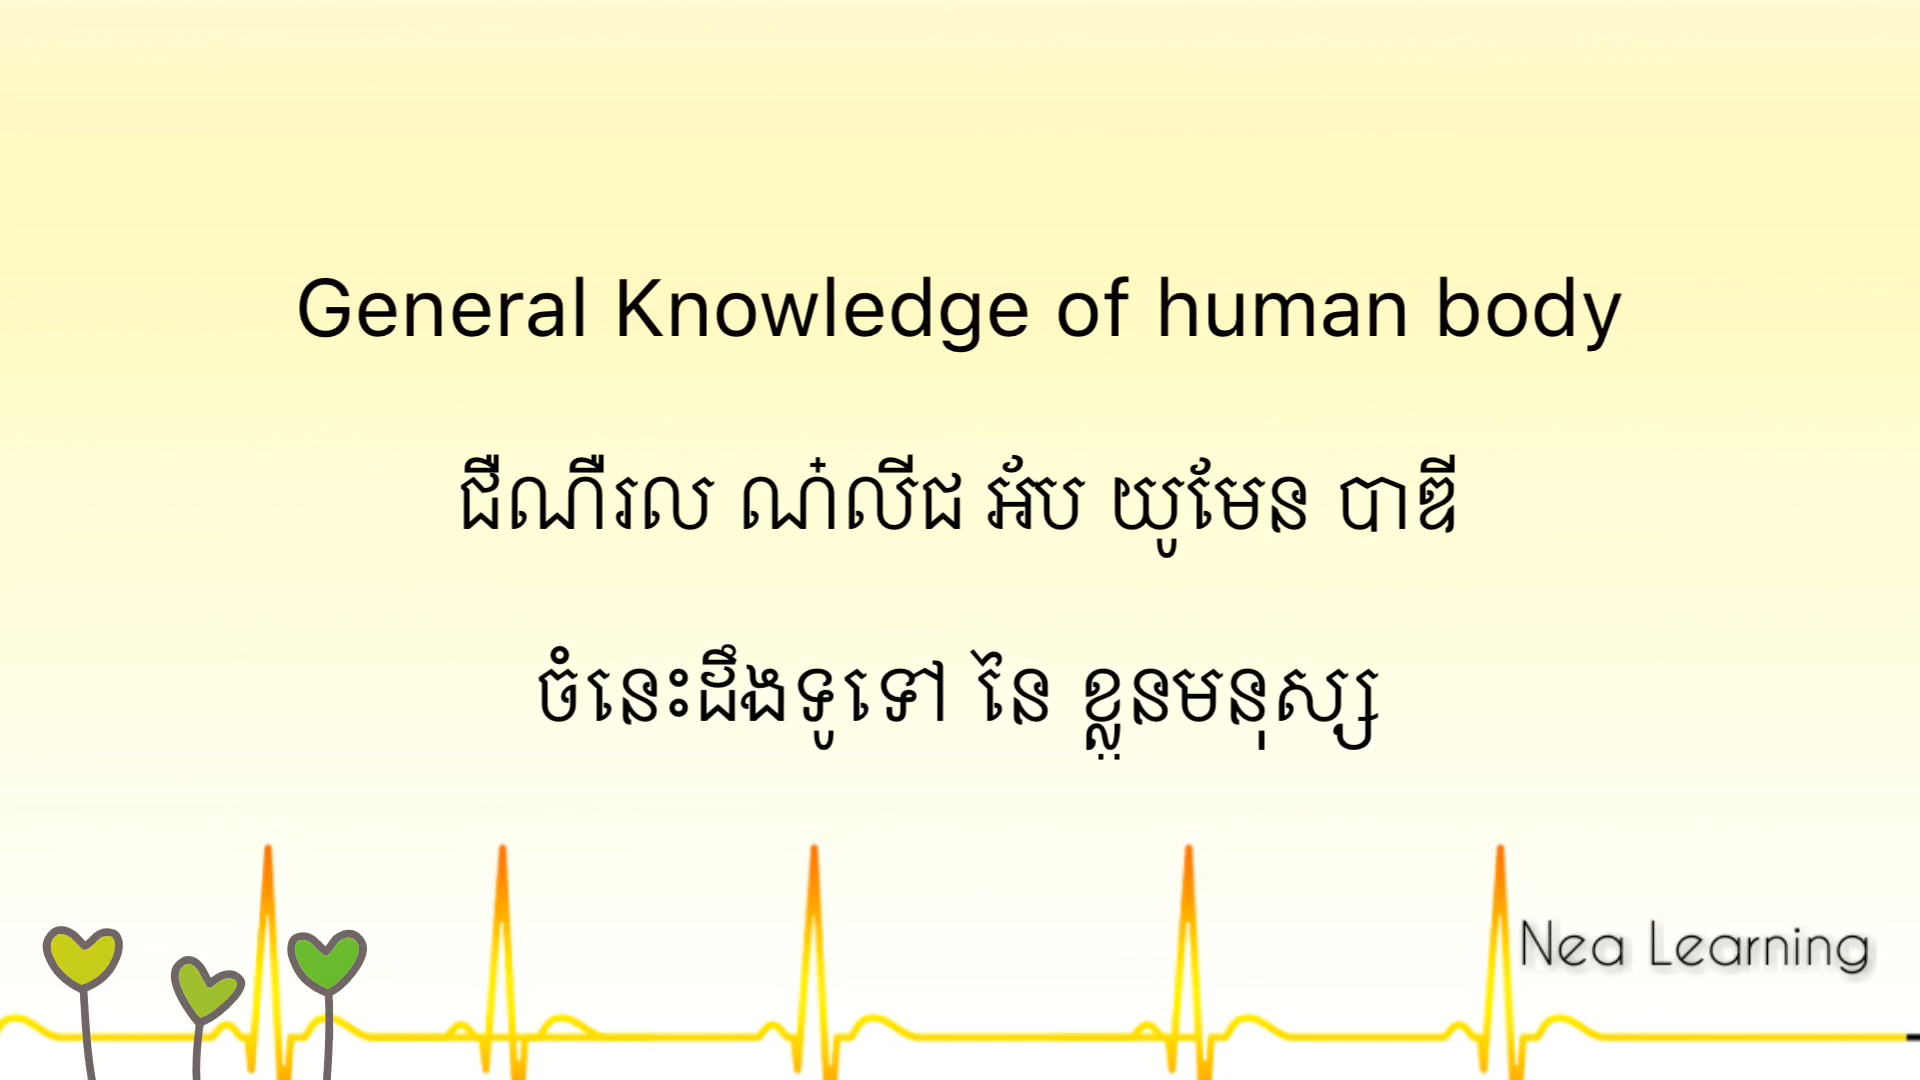 General Knowledge of human body
ជឺណឺរល ណំលីជ អ័ប យូមែន បាឌី
ចំនេះដឹងទូទៅ នៃ ខ្លួនមនុស្ស
Nea Learning